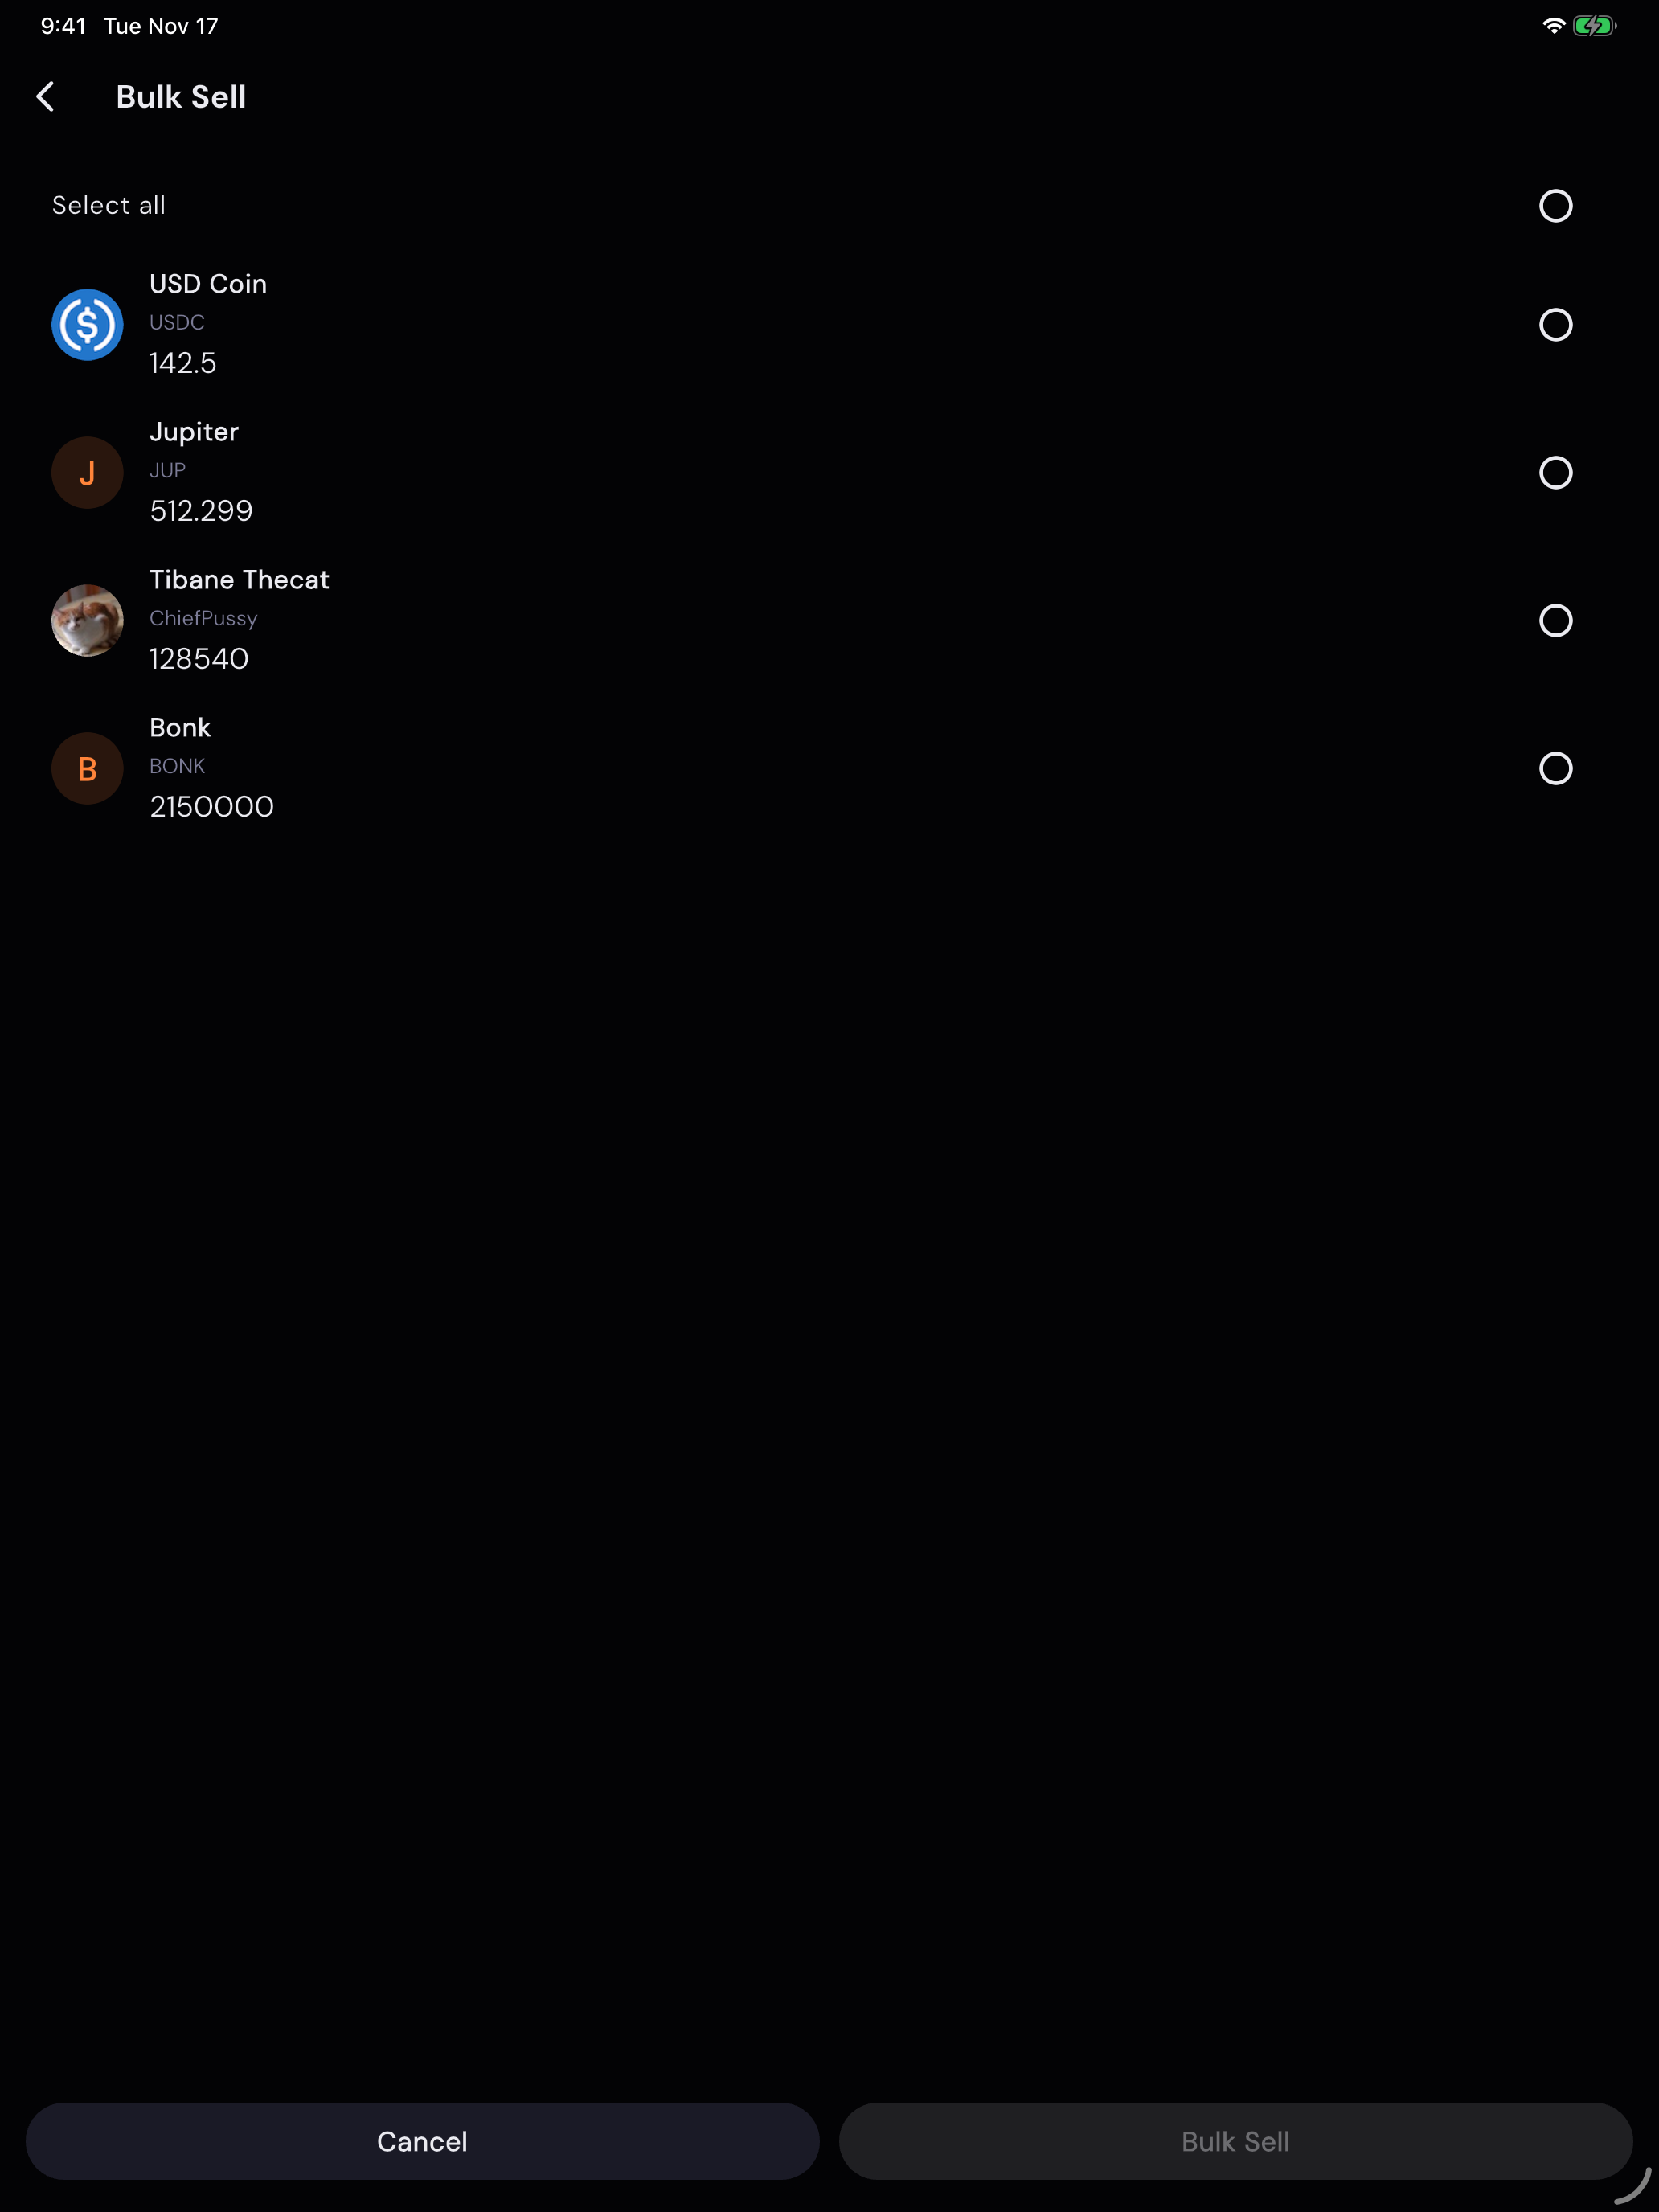 9:41 Tue Nov 17
Bulk Sell
Select all
USD Coin
USDC
142.5
J
Jupiter
JUP
512.299
Tibane Thecat
ChiefPussy
128540
B
Bonk
BONK
2150000
Cancel
Bulk Sell